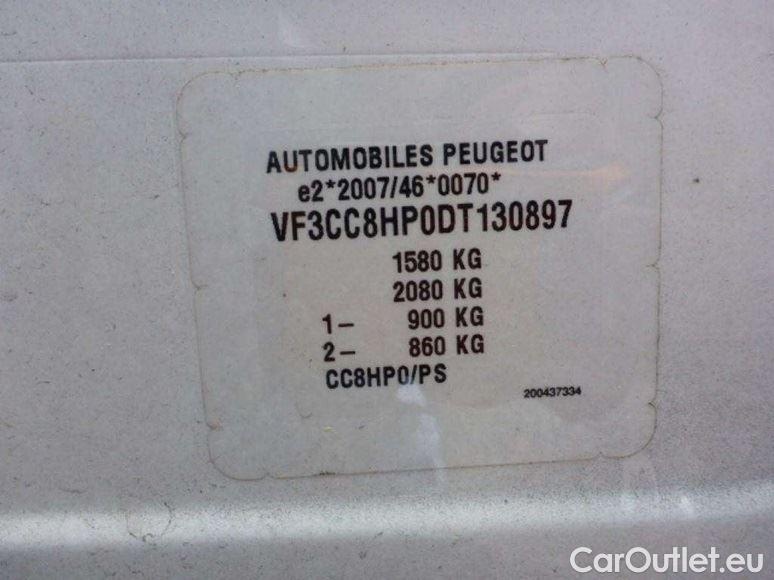 AUTOMOBILES PEUGEOT
e2*2007/46*0070*
VF3CC8HP0DT130897
1580 KG
2080 KG
1– 900 KG
2– 860 KG
CC8HP0/PS
200437334
CarOutlet.eu